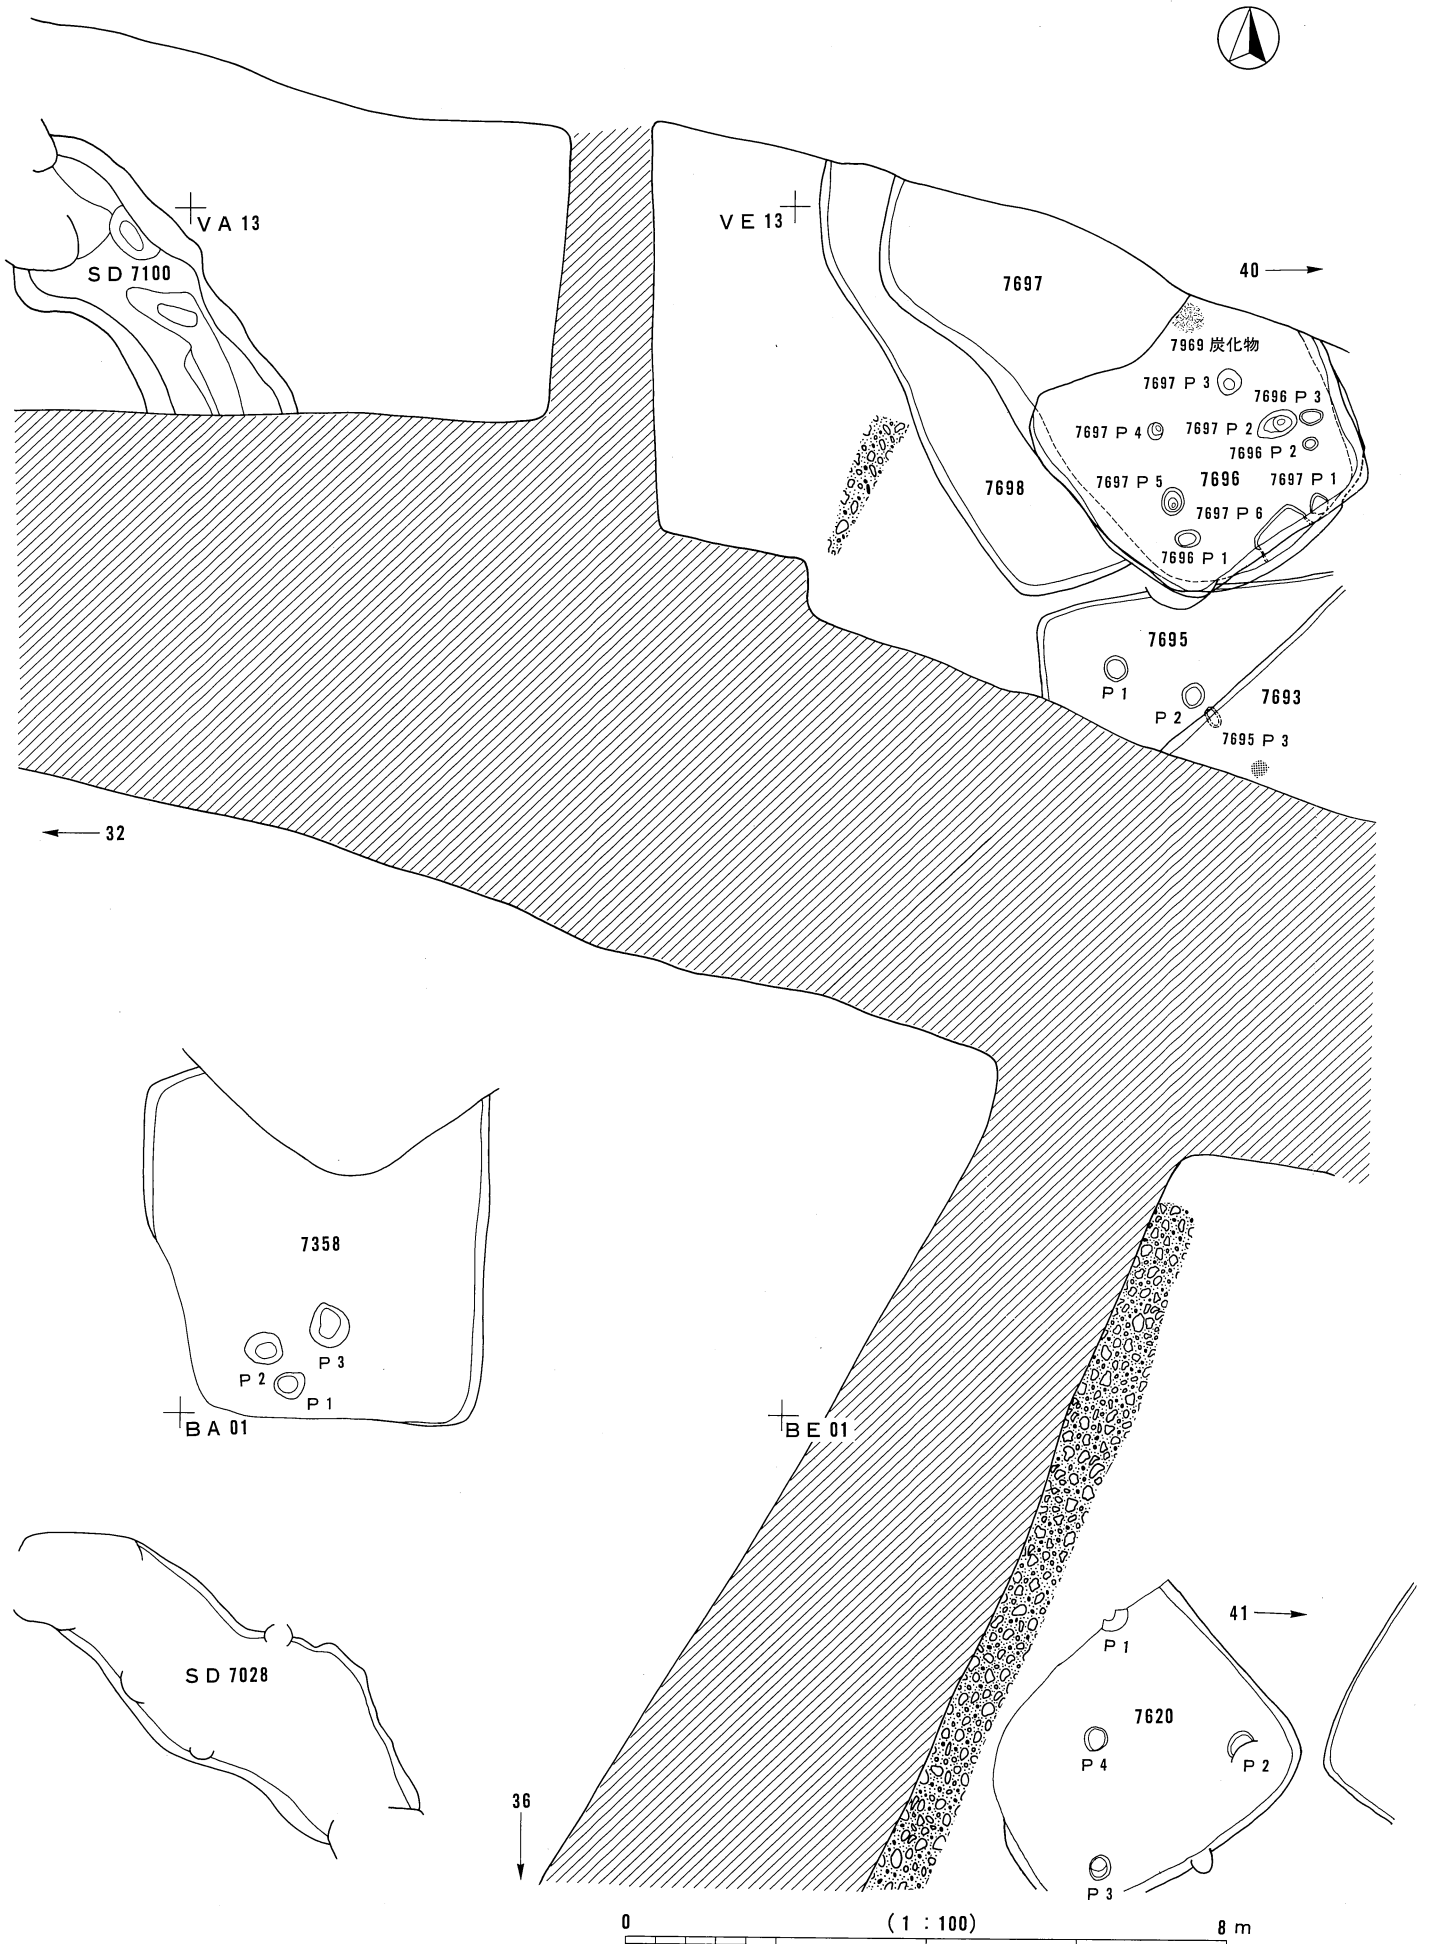 VA 13
VE 13
SD 7100
40
7697
7969 炭化物
7697 P 3
7696 P 3
7697 P 4
7697 P 2
7696 P 2
7697 P 5
7696
7697 P 1
7698
7697 P 6
7696 P 1
7695
P 1
7693
P 2
7695 P 3
32
7358
P 3
P 2
P 1
BA 01
BE 01
41
P 1
SD 7028
7620
P 4
P 2
36
P 3
0
(1 : 100)
8 m